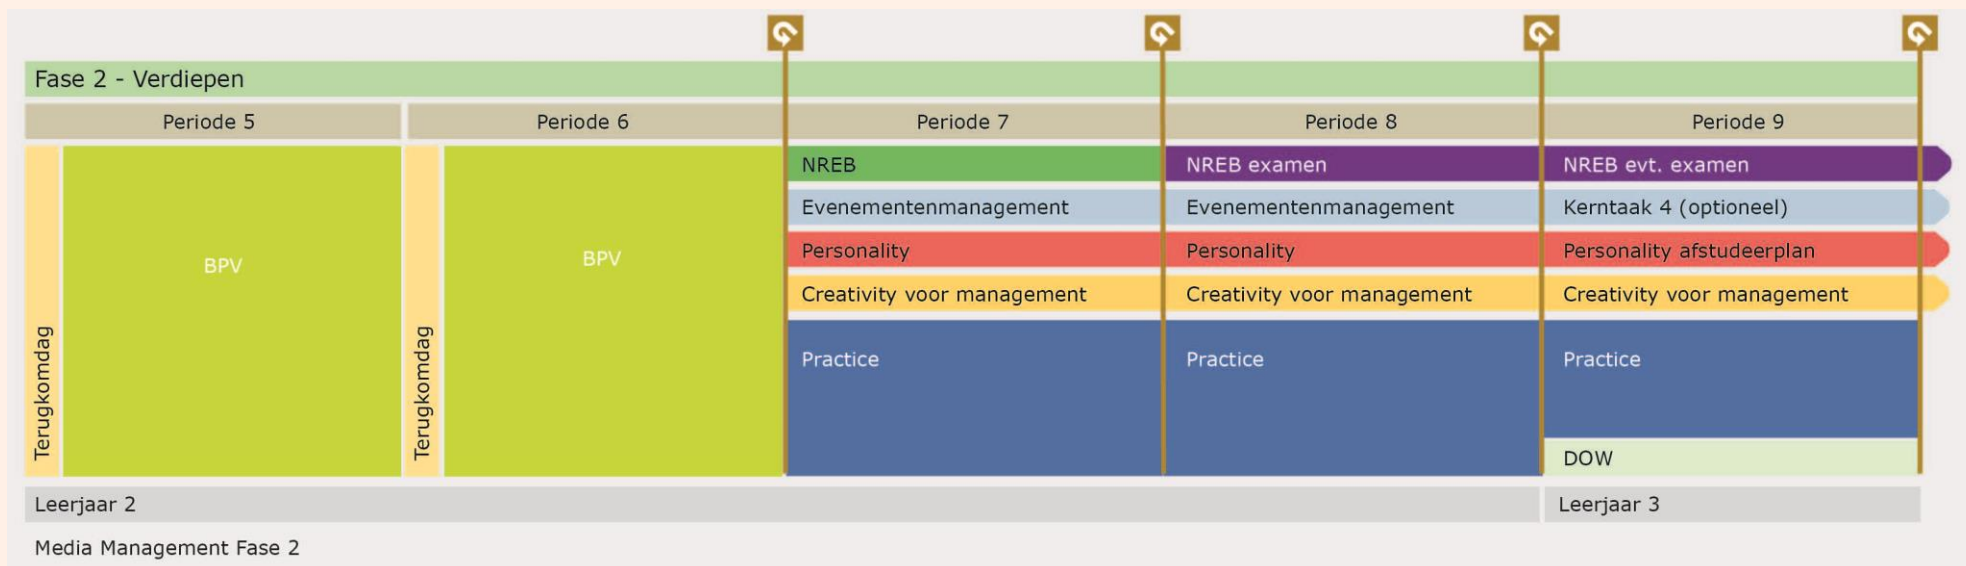 Fase 2 - Verdiepen
Periode 5
Periode 6
Periode 7
Periode 8
Periode 9
Terugkomdag
BPV
Terugkomdag
BPV
NREB
NREB examen
NREB evt. examen
Evenementenmanagement
Evenementenmanagement
Kerntaak 4 (optioneel)
Personality
Personality
Personality afstudeerplan
Creativity voor management
Creativity voor management
Creativity voor management
Practice
Practice
Practice
DOW
Leerjaar 2
Leerjaar 3
Media Management Fase 2